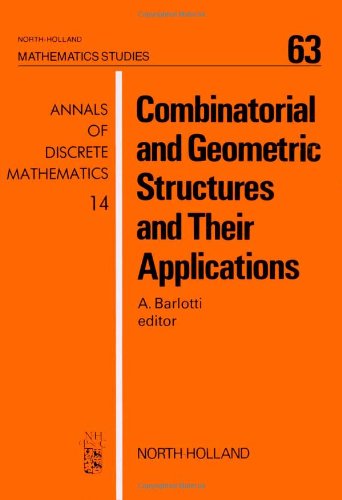 NORTH-HOLLAND
MATHEMATICS STUDIES
63
ANNALS
OF
DISCRETE
MATHEMATICS
14
Combinatorial
and Geometric
Structures
and Their
Applications
A. Barlotti
editor
NORTH-HOLLAND